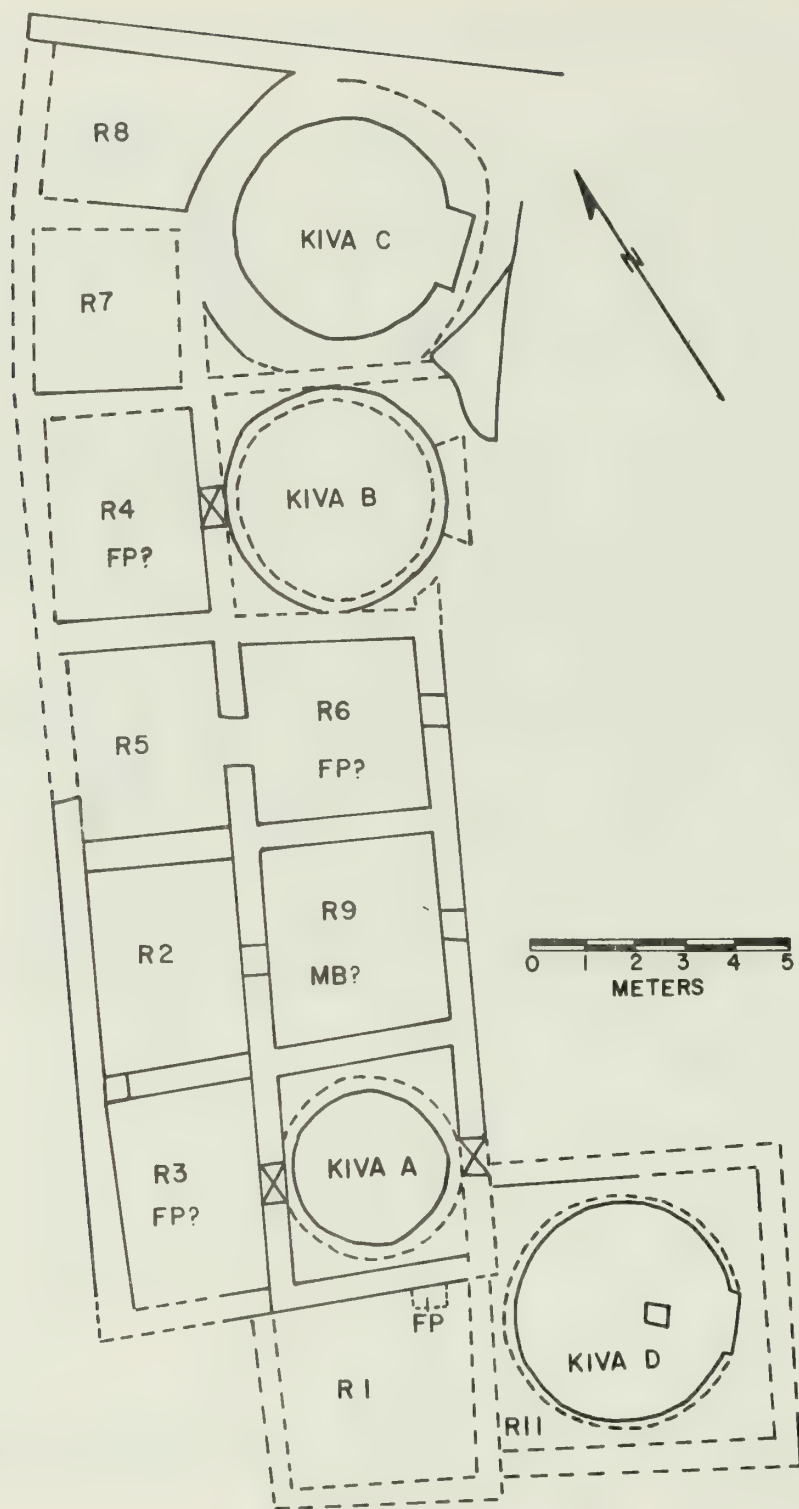 R8
KIVA C
N
R7
R4
FP?
KIVA B
R5
R6
FP?
R2
R9
MB?
0 1 2 3 4 5
METERS
R3
FP?
KIVA A
FP
R1
KIVA D
R11